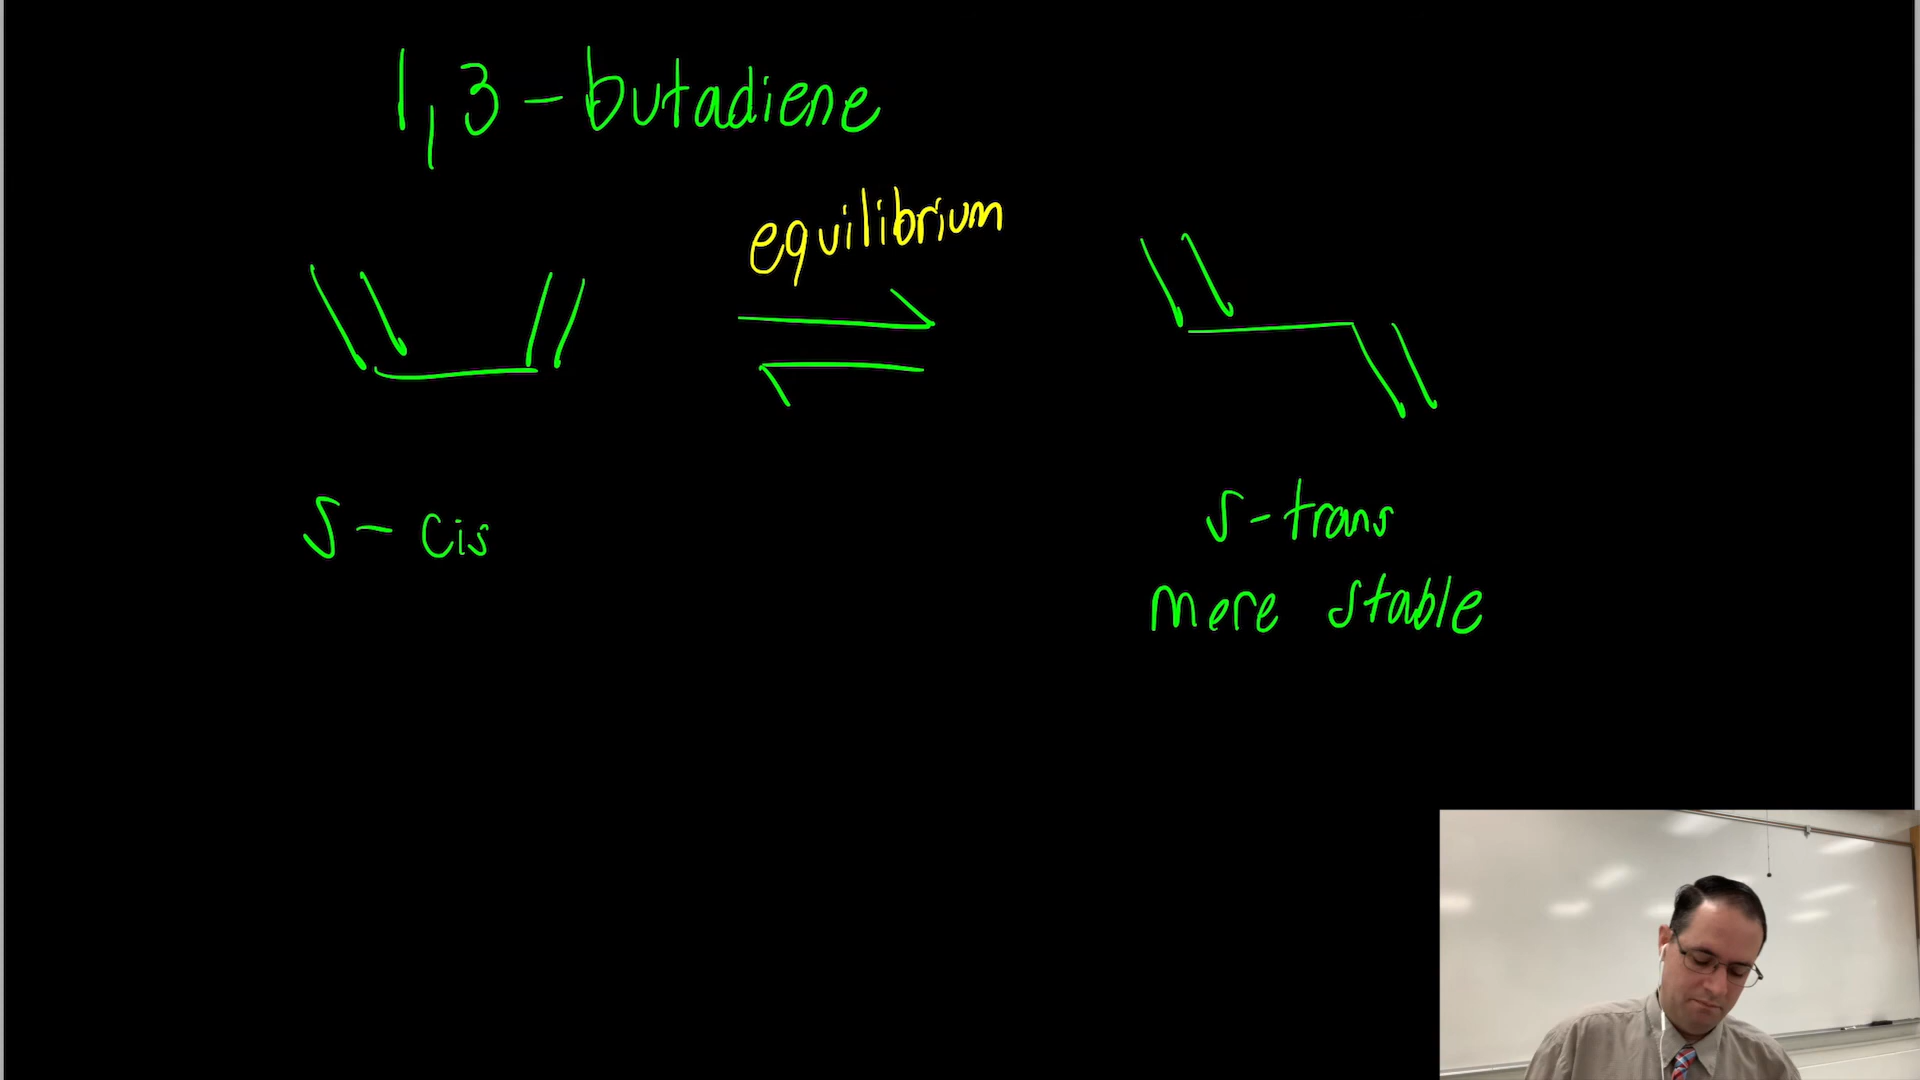 1,3-butadiene
equilibrium
s-cis
s-trans
more stable